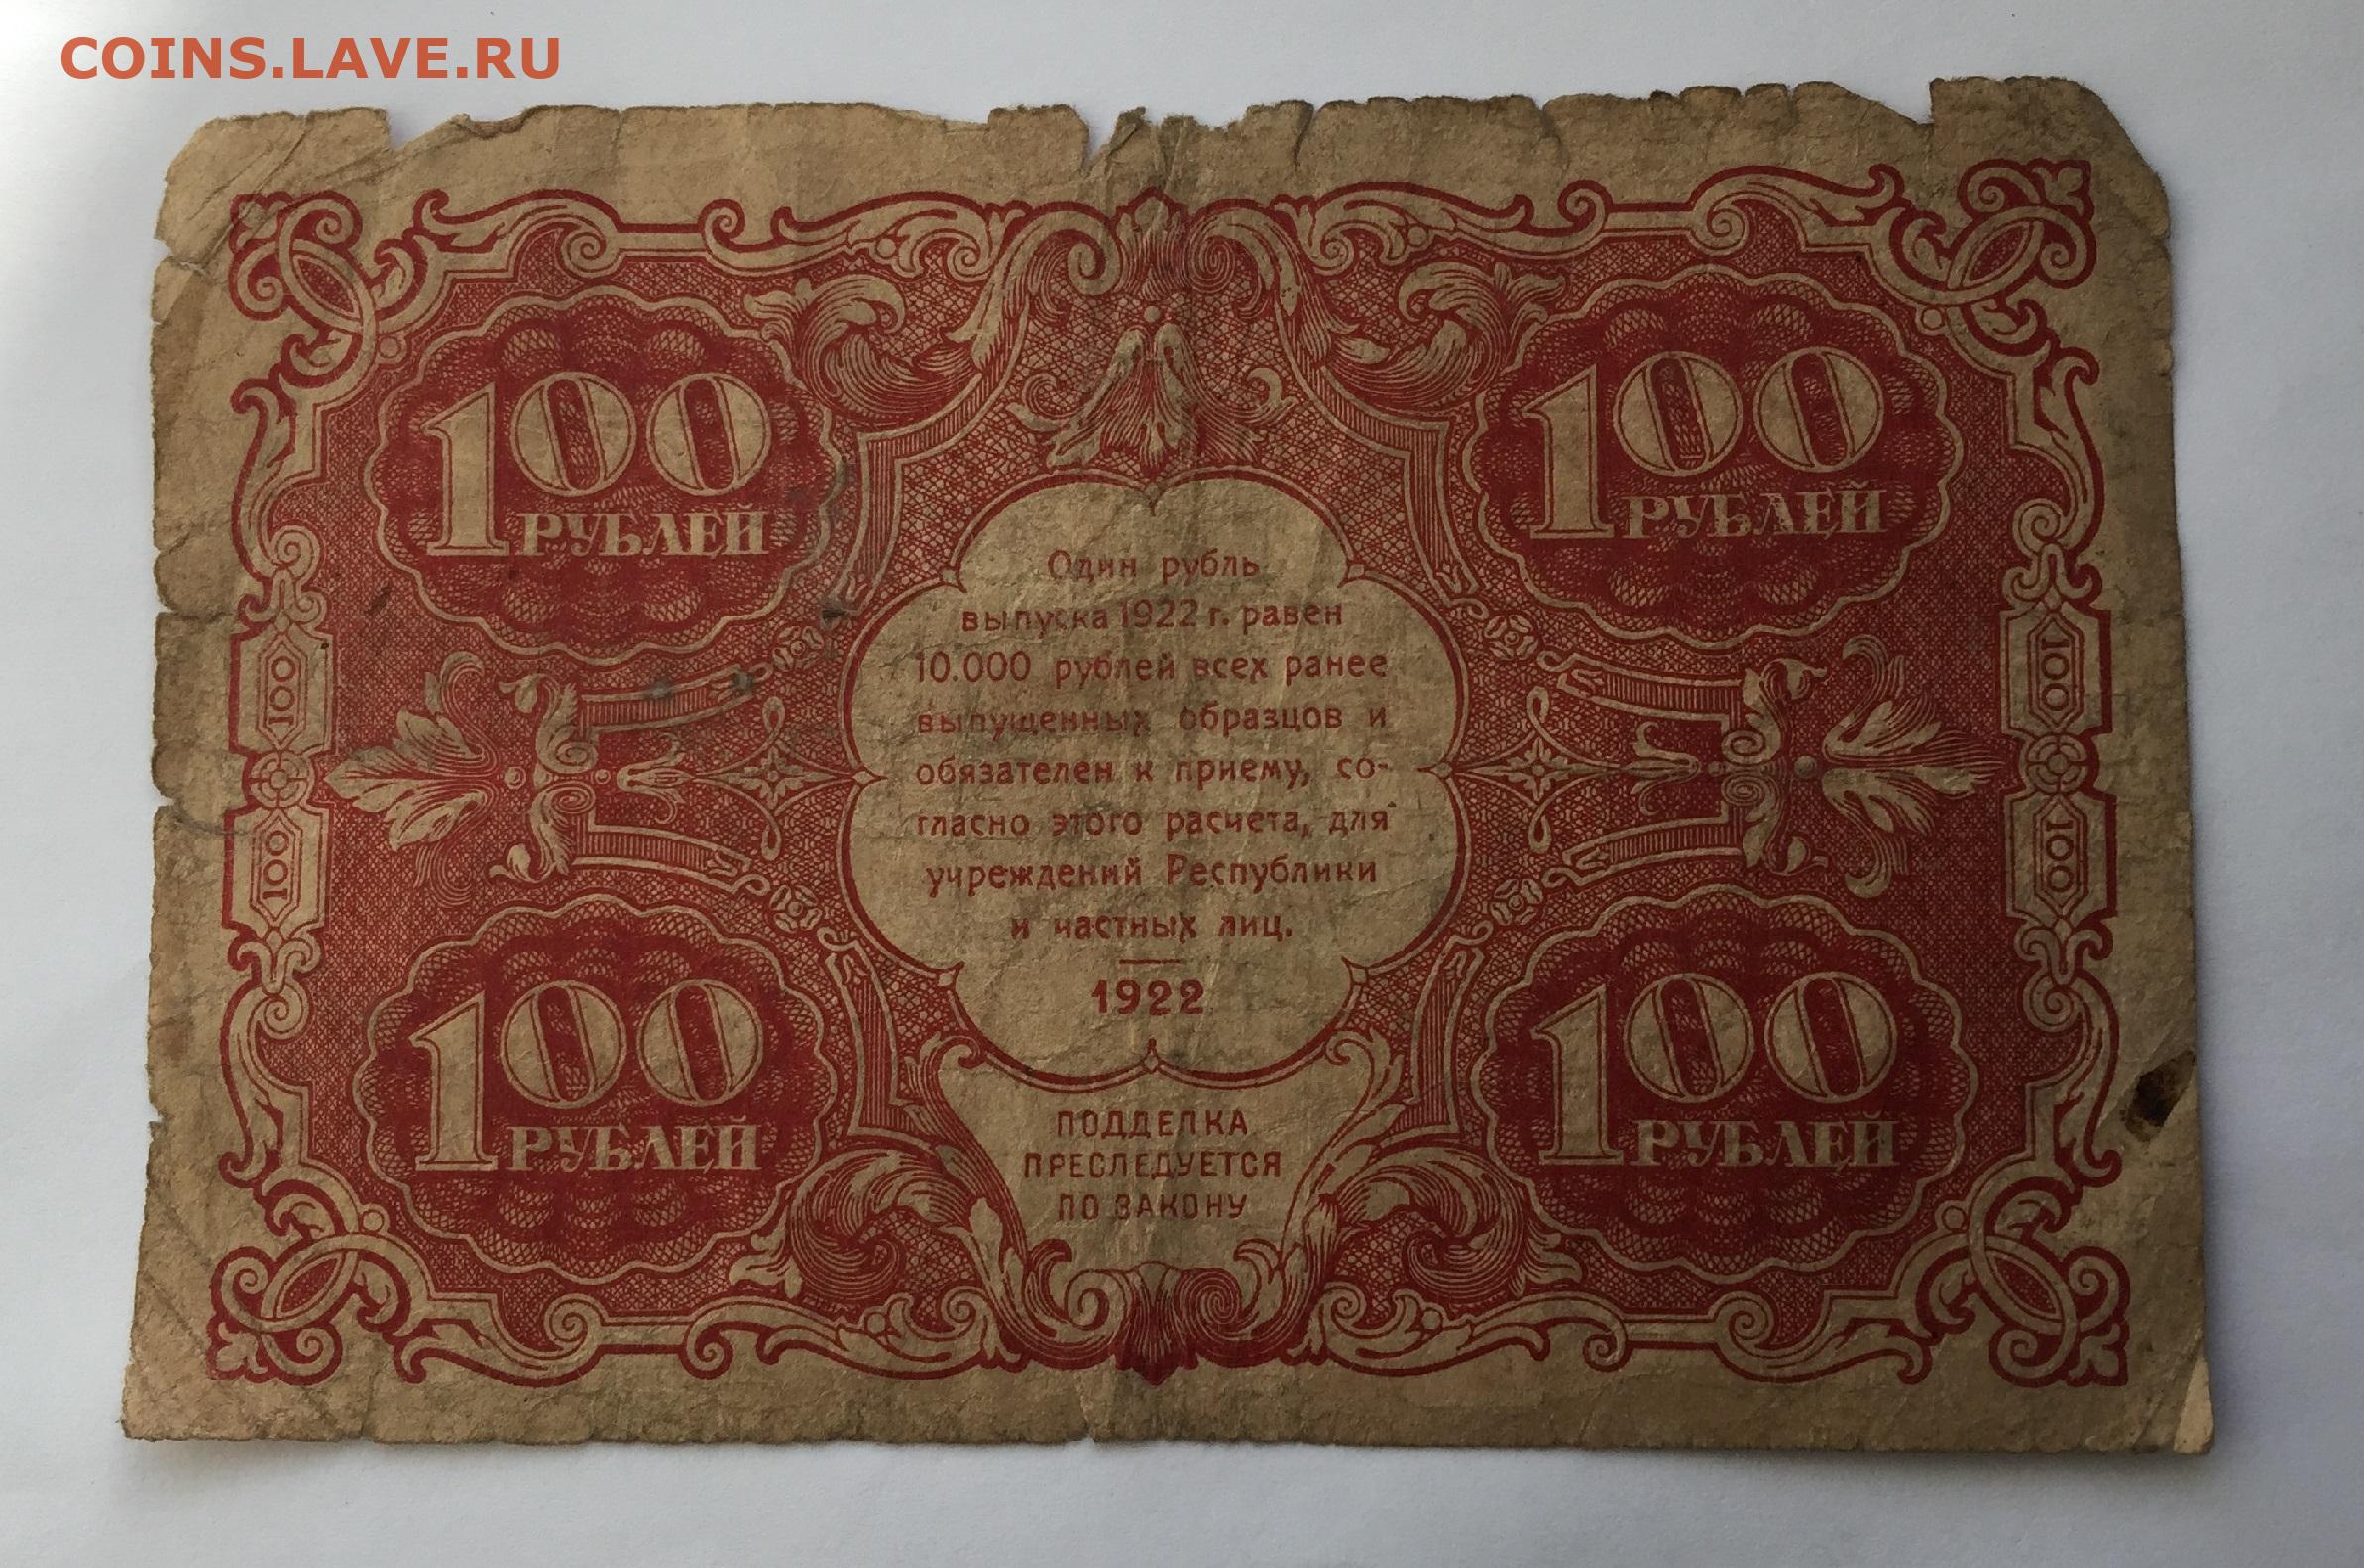 COINS.LAVE.RU
100 РУБЛЕЙ
100 РУБЛЕЙ
Один рубль
выпуска 1922 г. равен
10.000 рублей всех ранее
выпущенных образцов и
обязателен к приему, со-
гласно этого расчета, для
учреждений Республики
и частных лиц.
1922
100
100
100
100
100 РУБЛЕЙ
100 РУБЛЕЙ
ПОДДЕЛКА
ПРЕСЛЕДУЕТСЯ
ПО ЗАКОНУ